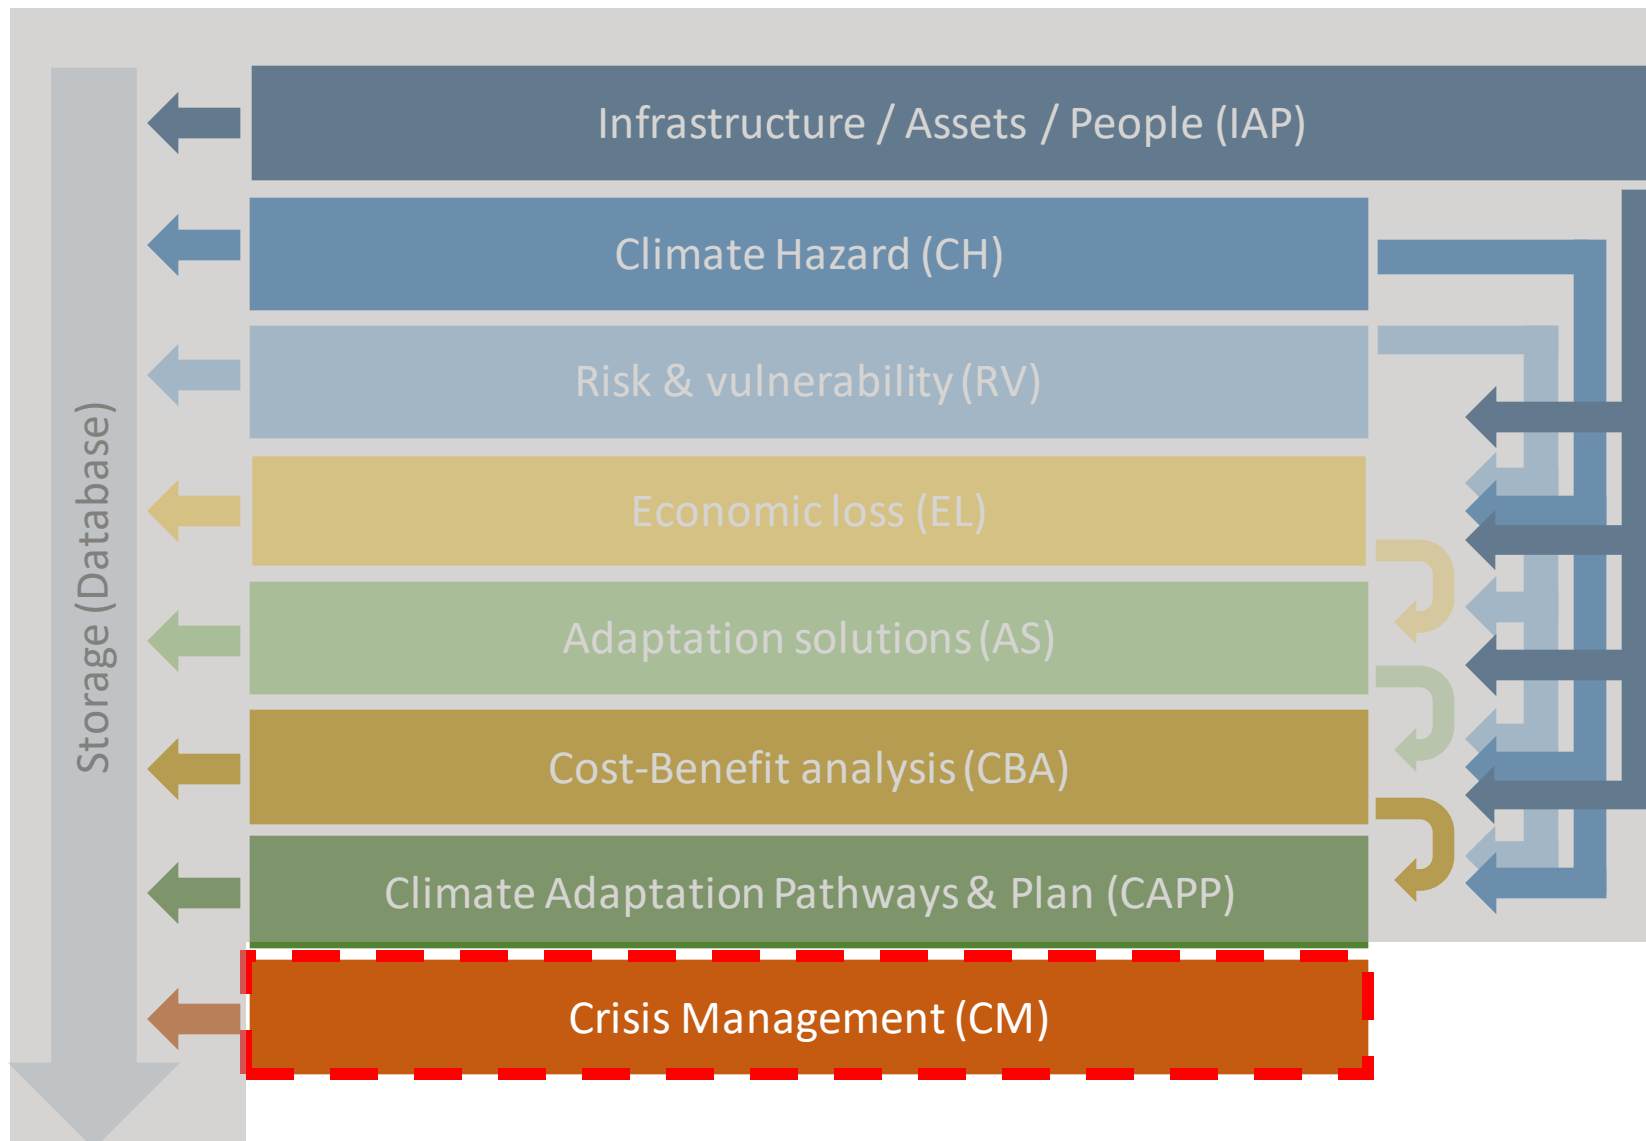 Infrastructure / Assets / People (IAP)
Climate Hazard (CH)
Risk & vulnerability (RV)
Economic loss (EL)
Adaptation solutions (AS)
Cost-Benefit analysis (CBA)
Climate Adaptation Pathways & Plan (CAPP)
Crisis Management (CM)
Storage (Database)